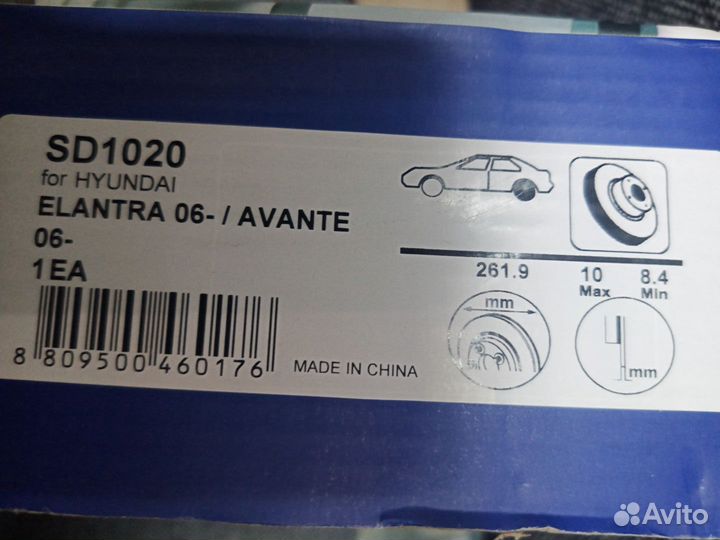 SD1020
for HYUNDAI
ELANTRA 06- / AVANTE
06-
1EA
8 809500 460176
MADE IN CHINA
261.9 10 8.4
Max Min
mm
mm
Avito